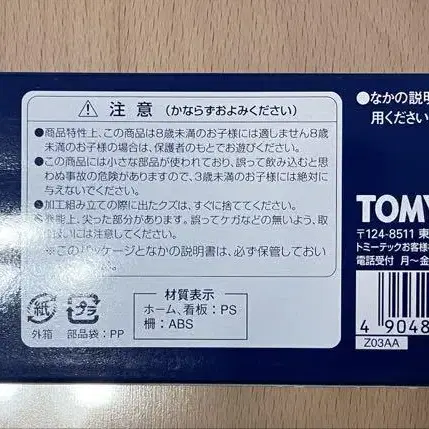 ⚠ 注意 (かならずおよみください)
●商品特性上、この商品は8歳未満のお子様には適しません8歳
未満のお子様の場合は、保護者のもとでお遊びください。
●この商品には小さな部品が使われており、誤って飲み込むと思
わぬ事故の危険がありますので、3歳未満のお子様には絶対に
与えないでください。
●加工組み立ての際に出たクズは、すぐに捨ててください。
上、尖った部分があります。誤ってケガなどの無いよう、取
いには注意してください。
※このパッケージとなかの説明書は、必ず保管しておい
紙
外箱
プラ
部品袋:PP
材質表示
ホーム、看板:PS
柵:ABS
●なかの説明
用ください
TOMY
〒124-8511 東
トミーテックお客様
電話受付 月〜金
4 9048
Z03AA